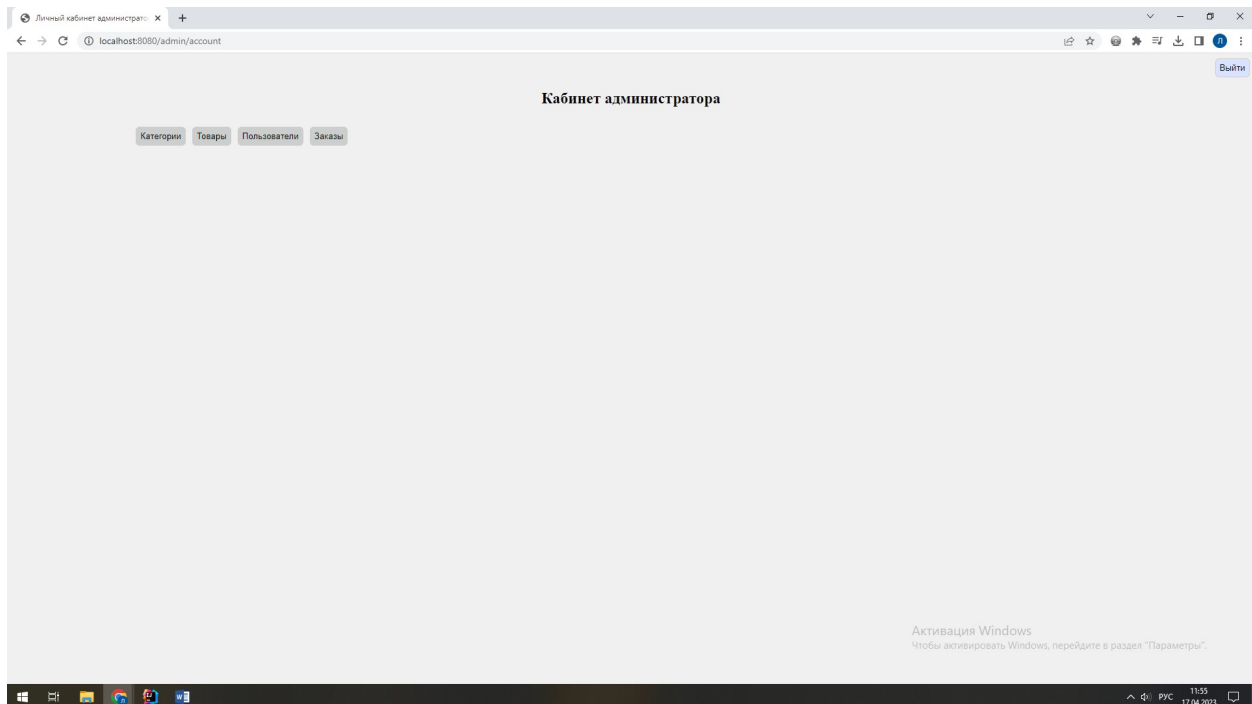 Личный кабинет администрато
localhost:8080/admin/account
Л
Выйти
Кабинет администратора
Категории Товары Пользователи Заказы
Активация Windows
Чтобы активировать Windows, перейдите в раздел "Параметры".
РУС 11:55
17.04.2023